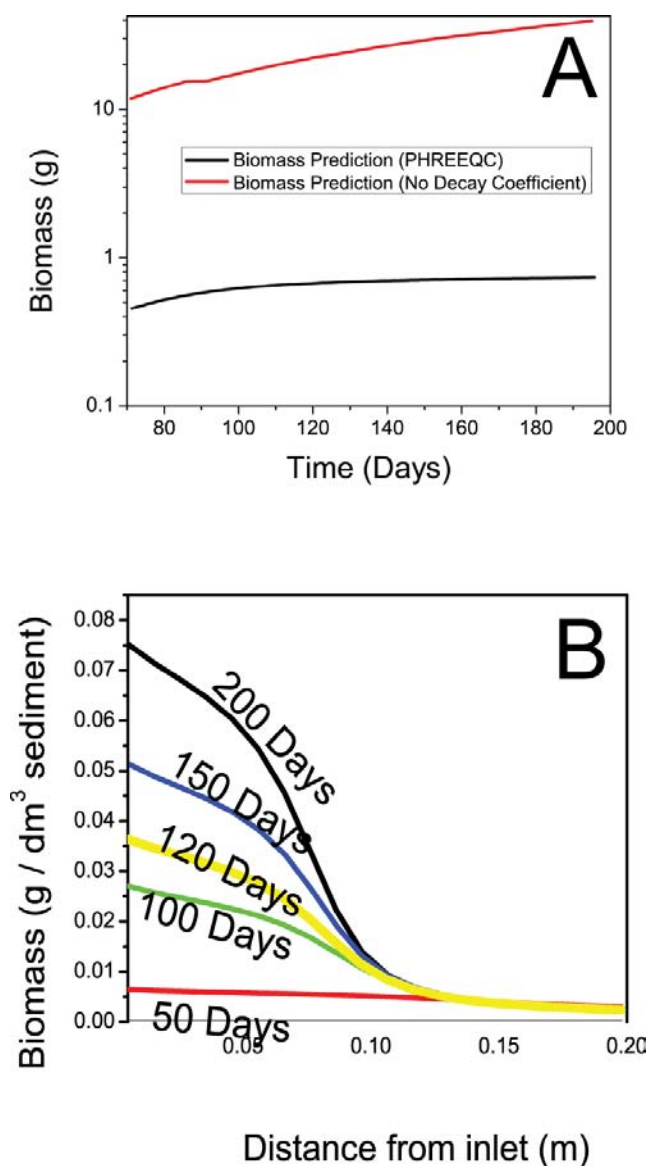 A
10
1
0.1
Biomass (g)
Biomass Prediction (PHREEQC)
Biomass Prediction (No Decay Coefficient)
80 100 120 140 160 180 200
Time (Days)
B
0.08
0.07
0.06
0.05
0.04
0.03
0.02
0.01
0.00
Biomass (g / dm³ sediment)
200 Days
150 Days
120 Days
100 Days
50 Days
0.05 0.10 0.15 0.20
Distance from inlet (m)